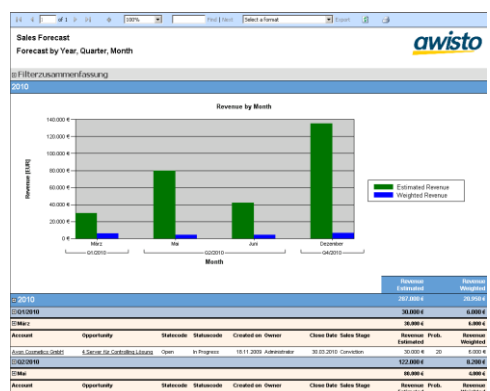 1 of 1 100% Find | Next Select a format Export
Sales Forecast
Forecast by Year, Quarter, Month
awisto
Filterzusammenfassung
2010
Revenue by Month
Revenue [EUR]
140.000 €
120.000 €
100.000 €
80.000 €
60.000 €
40.000 €
20.000 €
0 €
März Mai Juni Dezember
Q1/2010 Q2/2010 Q4/2010
Month
Estimated Revenue
Weighted Revenue
Revenue Estimated Revenue Weighted
2010 287.000 € 20.950 €
Q1/2010 30.000 € 6.000 €
März 30.000 € 6.000 €
Account Opportunity Statecode Statuscode Created on Owner Close Date Sales Stage Revenue Estimated Prob. Revenue Weighted
Avon Cosmetics GmbH 4 Server für Controlling Lösung Open In Progress 18.11.2009 Administrator 30.03.2010 Conviction 30.000 € 20 6.000 €
Q2/2010 122.000 € 8.200 €
Mai 80.000 € 4.000 €
Account Opportunity Statecode Statuscode Created on Owner Close Date Sales Stage Revenue Estimated Prob. Revenue Weighted